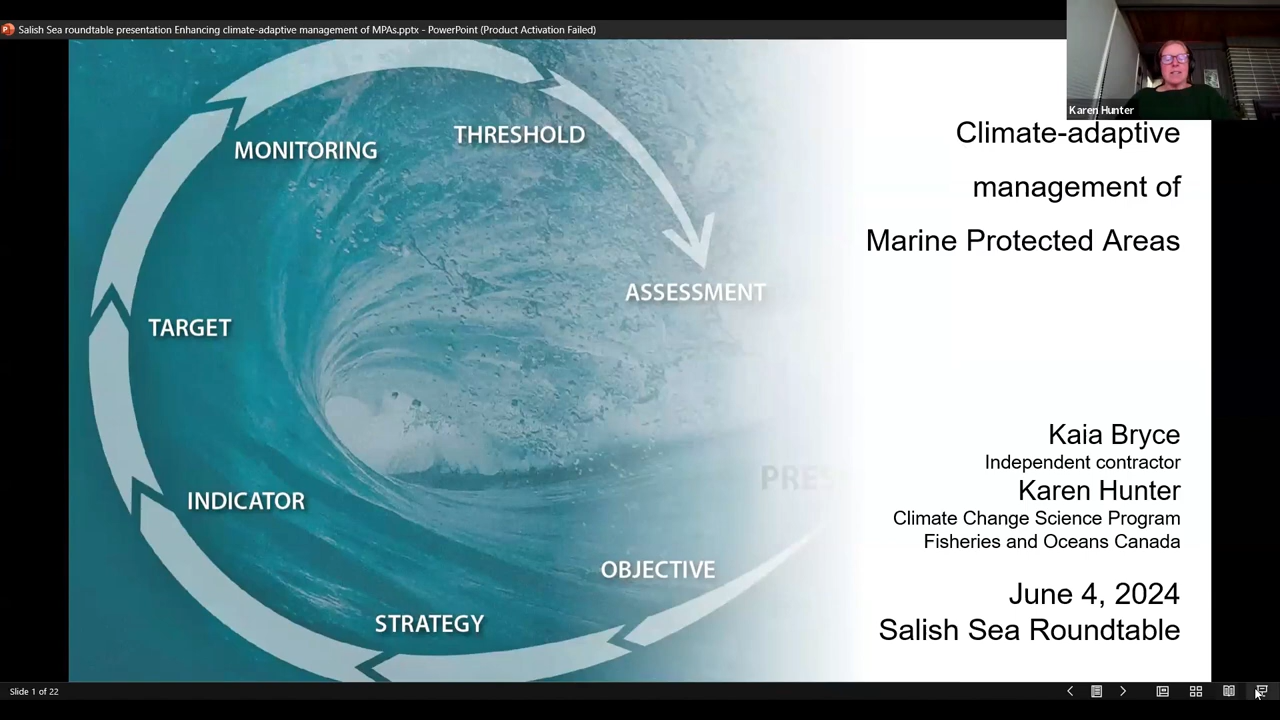 Salish Sea roundtable presentation Enhancing climate-adaptive management of MPAs.pptx - PowerPoint (Product Activation Failed)
Karen Hunter
Climate-adaptive
management of
Marine Protected Areas
THRESHOLD
MONITORING
ASSESSMENT
TARGET
INDICATOR
OBJECTIVE
STRATEGY
Kaia Bryce
Independent contractor
Karen Hunter
Climate Change Science Program
Fisheries and Oceans Canada
June 4, 2024
Salish Sea Roundtable
Slide 1 of 22